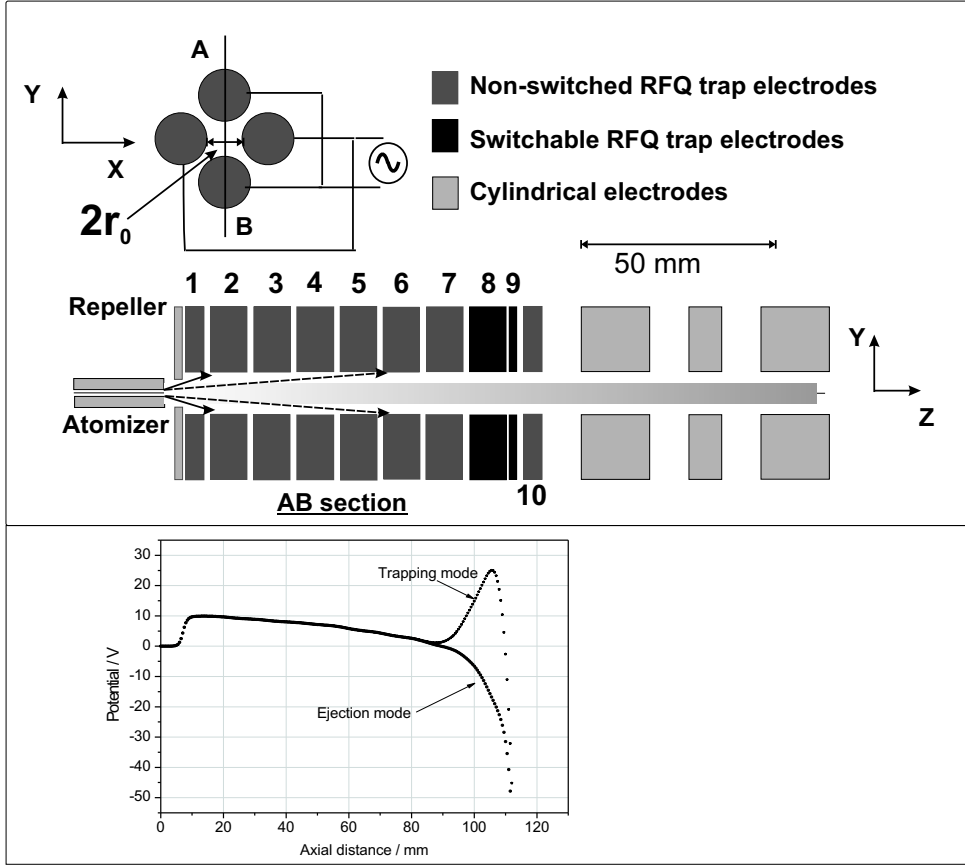 A
Y
X
B
2r0
Non-switched RFQ trap electrodes
Switchable RFQ trap electrodes
Cylindrical electrodes
50 mm
1 2 3 4 5 6 7 8 9
Repeller
Atomizer
Y
Z
10
AB section
30
20
10
0
-10
-20
-30
-40
-50
Potential / V
Trapping mode
Ejection mode
0 20 40 60 80 100 120
Axial distance / mm